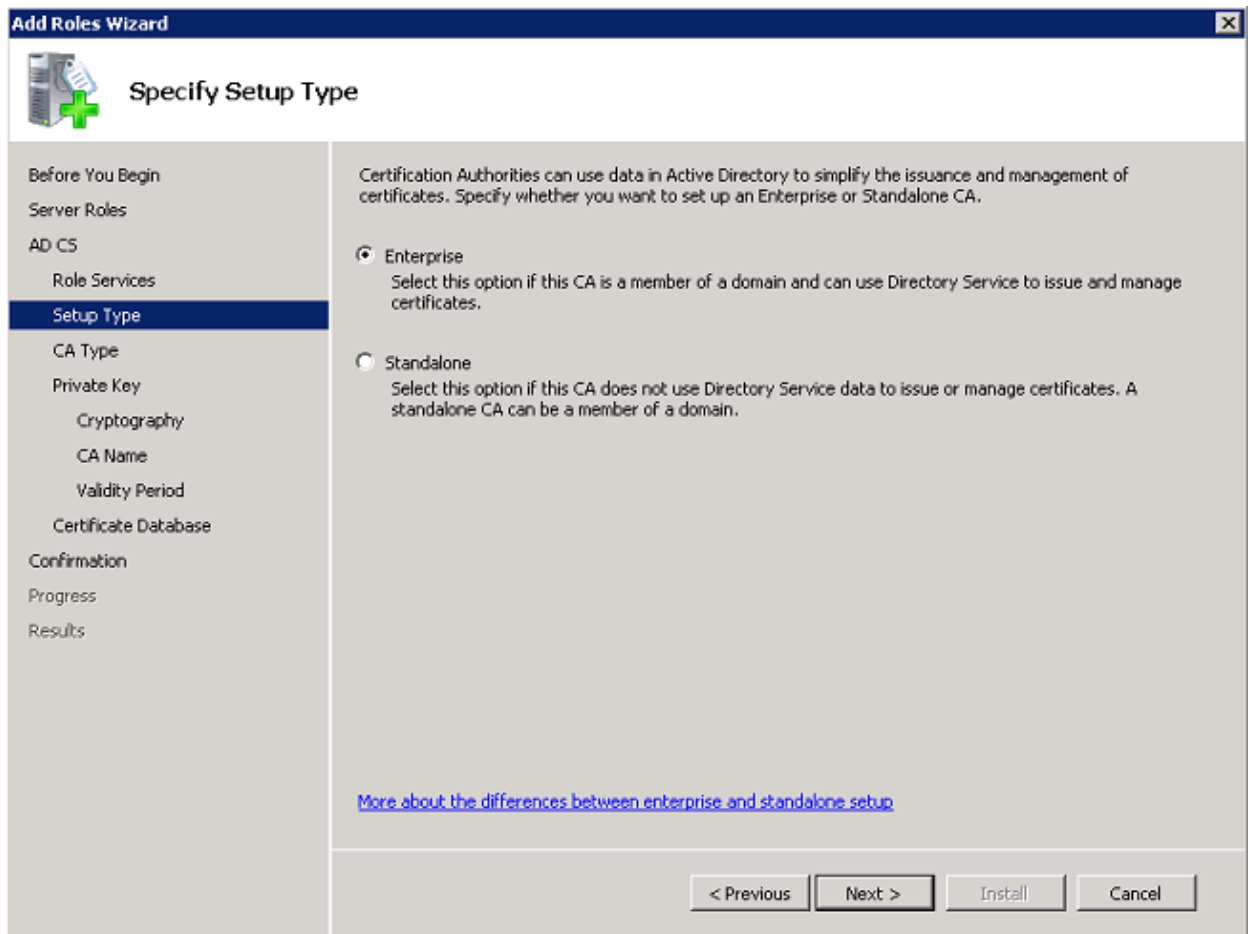 Add Roles Wizard
Specify Setup Type
Before You Begin
Server Roles
AD CS
Role Services
Setup Type
CA Type
Private Key
Cryptography
CA Name
Validity Period
Certificate Database
Confirmation
Progress
Results
Certification Authorities can use data in Active Directory to simplify the issuance and management of
certificates. Specify whether you want to set up an Enterprise or Standalone CA.
Enterprise
Select this option if this CA is a member of a domain and can use Directory Service to issue and manage
certificates.
Standalone
Select this option if this CA does not use Directory Service data to issue or manage certificates. A
standalone CA can be a member of a domain.
More about the differences between enterprise and standalone setup
< Previous
Next >
Install
Cancel